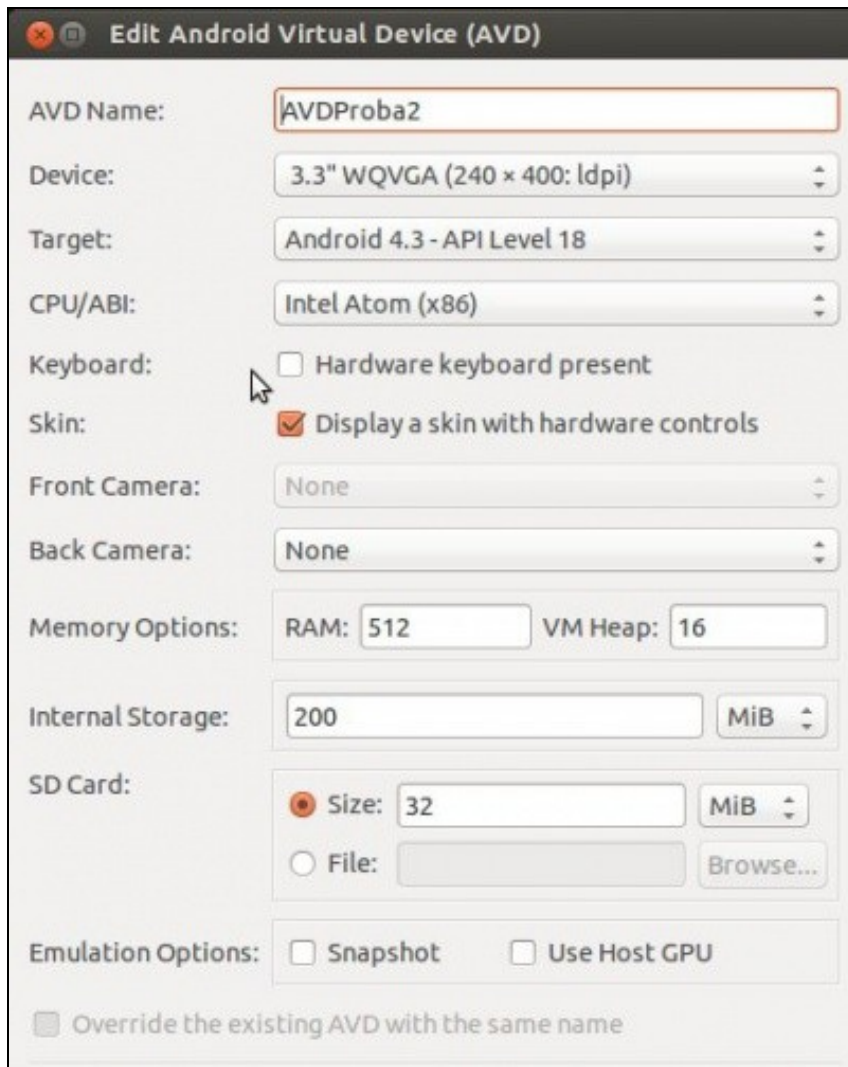 Edit Android Virtual Device (AVD)
AVD Name: AVDProba2
Device: 3.3" WQVGA (240 × 400: ldpi)
Target: Android 4.3 - API Level 18
CPU/ABI: Intel Atom (x86)
Keyboard: Hardware keyboard present
Skin: Display a skin with hardware controls
Front Camera: None
Back Camera: None
Memory Options: RAM: 512 VM Heap: 16
Internal Storage: 200 MiB
SD Card:
Size: 32 MiB
File: Browse...
Emulation Options: Snapshot Use Host GPU
Override the existing AVD with the same name